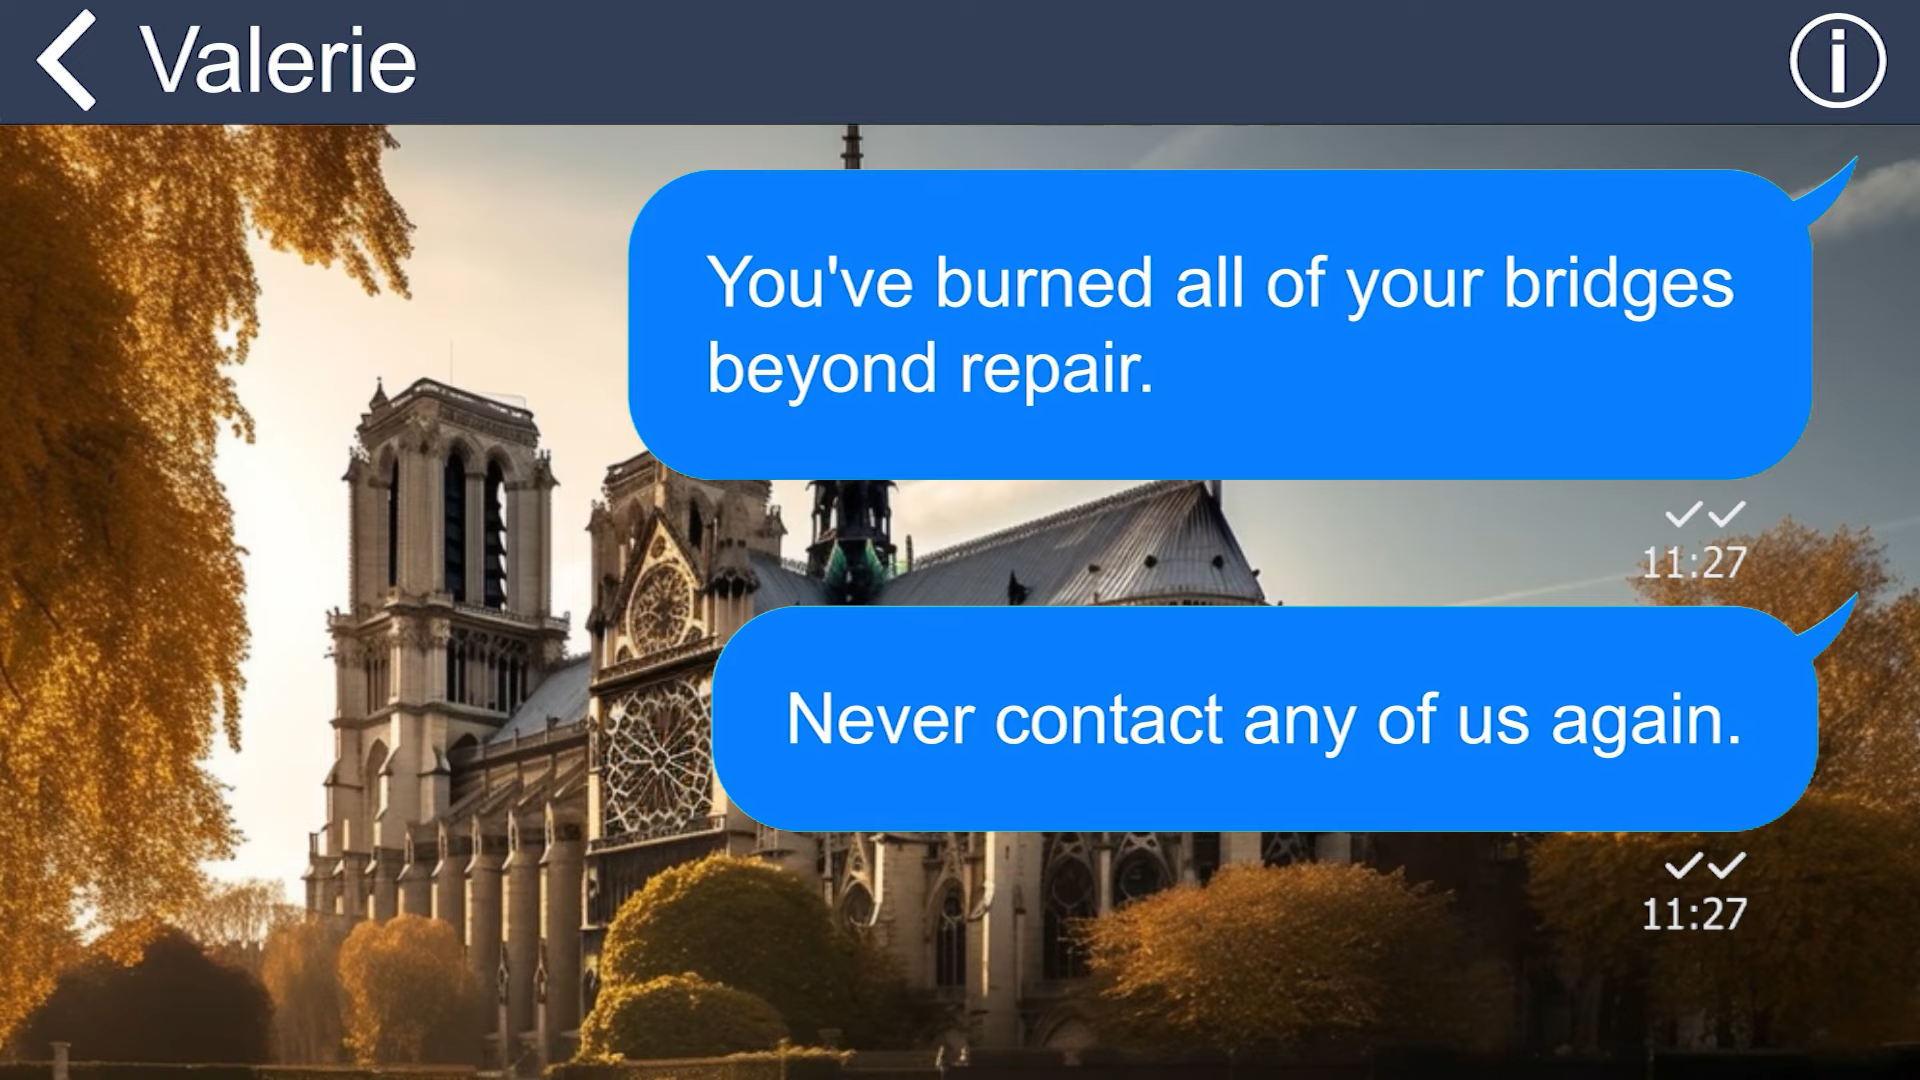 Valerie
You've burned all of your bridges
beyond repair.
11:27
Never contact any of us again.
11:27